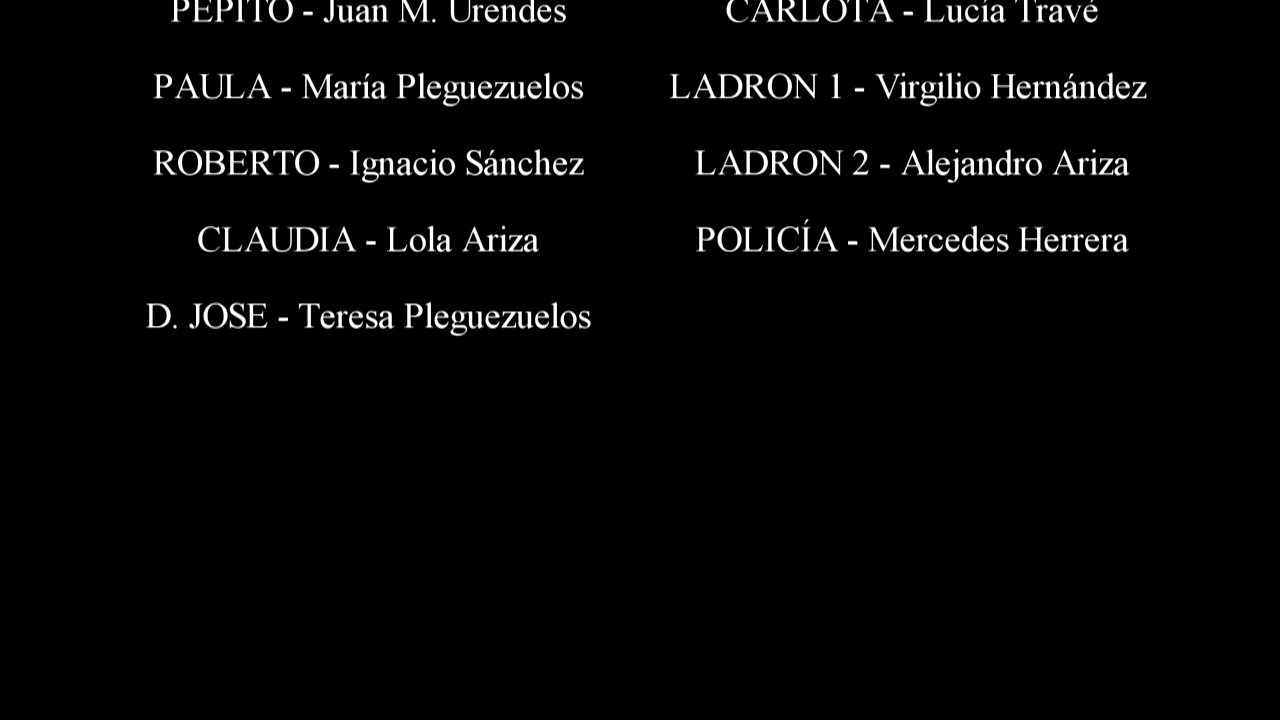 PEPITO - Juan M. Urendes
PAULA - María Pleguezuelos
ROBERTO - Ignacio Sánchez
CLAUDIA - Lola Ariza
D. JOSE - Teresa Pleguezuelos
CARLOTA - Lucía Travé
LADRON 1 - Virgilio Hernández
LADRON 2 - Alejandro Ariza
POLICÍA - Mercedes Herrera